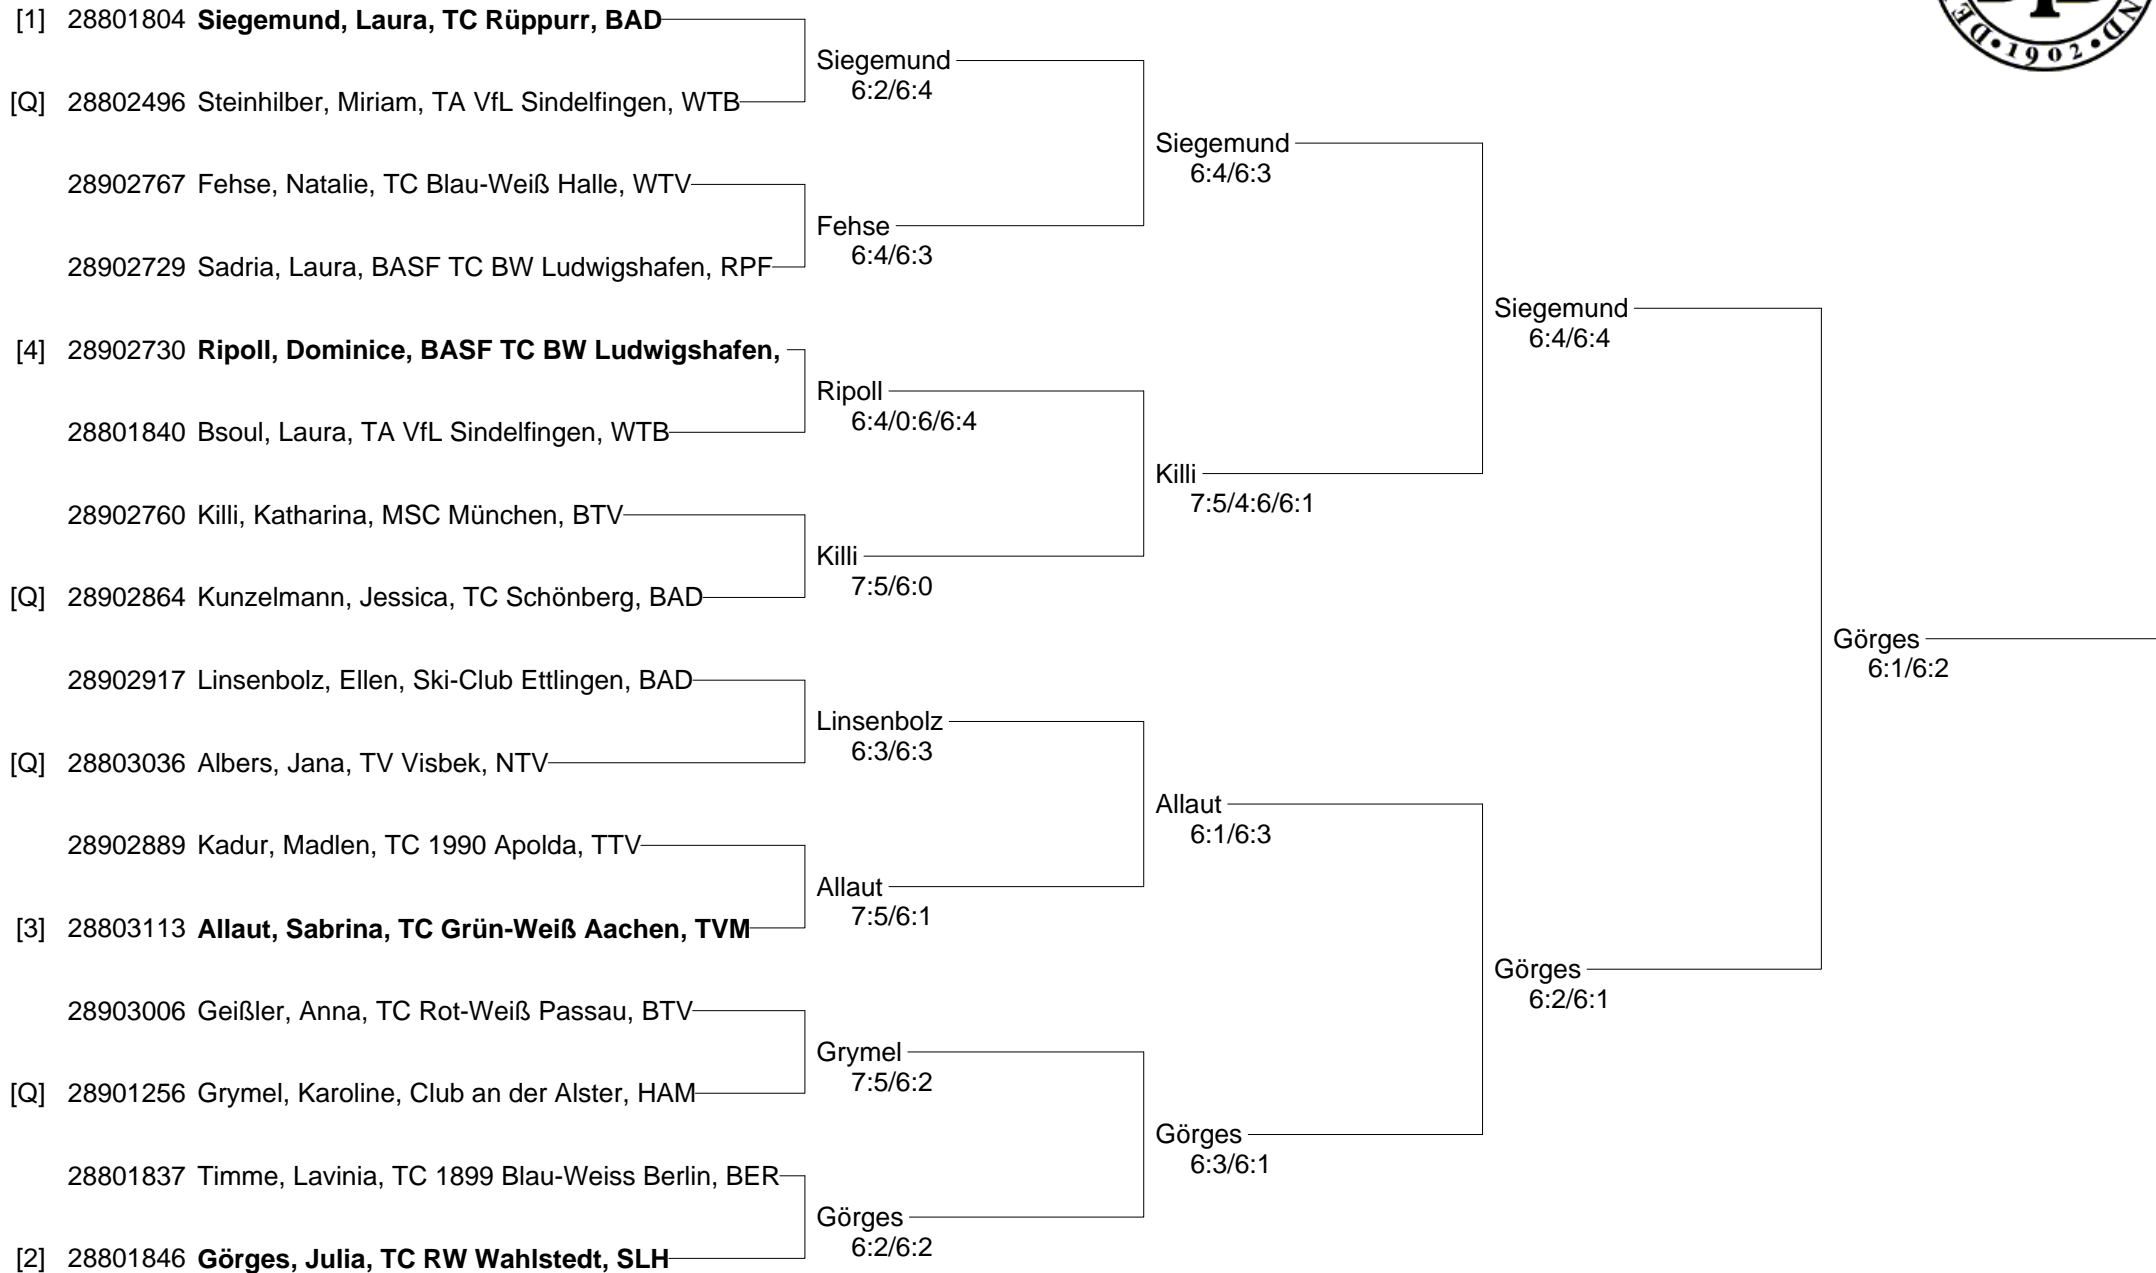 [1] 28801804 Siegemund, Laura, TC Rüppurr, BAD
Siegemund
6:2/6:4
[Q] 28802496 Steinhilber, Miriam, TA VfL Sindelfingen, WTB
Siegemund
6:4/6:3
28902767 Fehse, Natalie, TC Blau-Weiß Halle, WTV
Fehse
6:4/6:3
28902729 Sadria, Laura, BASF TC BW Ludwigshafen, RPF
Siegemund
6:4/6:4
[4] 28902730 Ripoll, Dominice, BASF TC BW Ludwigshafen,
Ripoll
6:4/0:6/6:4
28801840 Bsoul, Laura, TA VfL Sindelfingen, WTB
Killi
7:5/4:6/6:1
28902760 Killi, Katharina, MSC München, BTV
Killi
7:5/6:0
[Q] 28902864 Kunzelmann, Jessica, TC Schönberg, BAD
Görges
6:1/6:2
28902917 Linsenbolz, Ellen, Ski-Club Ettlingen, BAD
Linsenbolz
6:3/6:3
[Q] 28803036 Albers, Jana, TV Visbek, NTV
Allaut
6:1/6:3
28902889 Kadur, Madlen, TC 1990 Apolda, TTV
Allaut
7:5/6:1
[3] 28803113 Allaut, Sabrina, TC Grün-Weiß Aachen, TVM
Görges
6:2/6:1
28903006 Geißler, Anna, TC Rot-Weiß Passau, BTV
Grymel
7:5/6:2
[Q] 28901256 Grymel, Karoline, Club an der Alster, HAM
Görges
6:3/6:1
28801837 Timme, Lavinia, TC 1899 Blau-Weiss Berlin, BER
Görges
6:2/6:2
[2] 28801846 Görges, Julia, TC RW Wahlstedt, SLH
1902